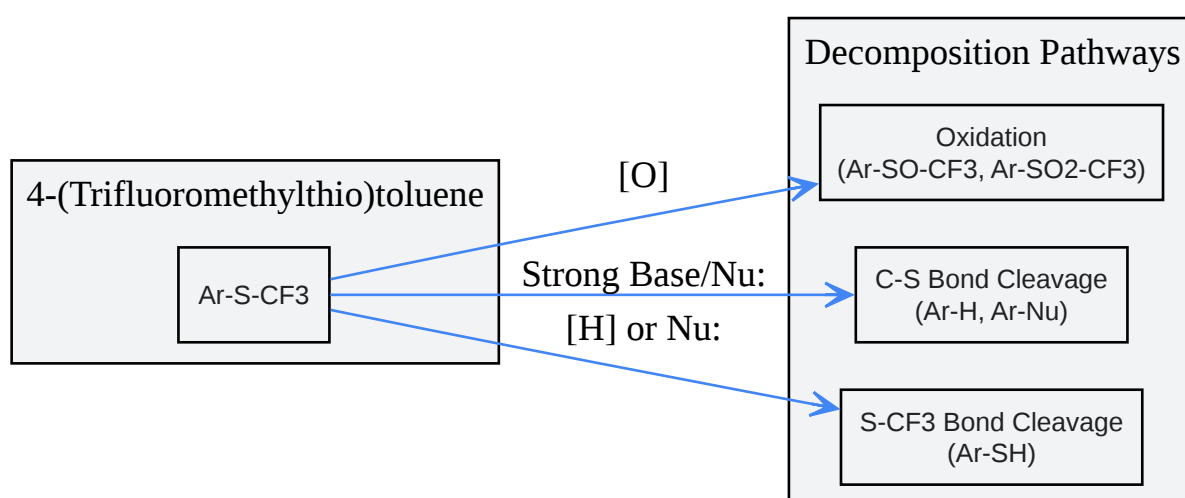 4-(Trifluoromethylthio)toluene
Ar-S-CF3
[O]
Strong Base/Nu:
[H] or Nu:
Decomposition Pathways
Oxidation
(Ar-SO-CF3, Ar-SO2-CF3)
C-S Bond Cleavage
(Ar-H, Ar-Nu)
S-CF3 Bond Cleavage
(Ar-SH)